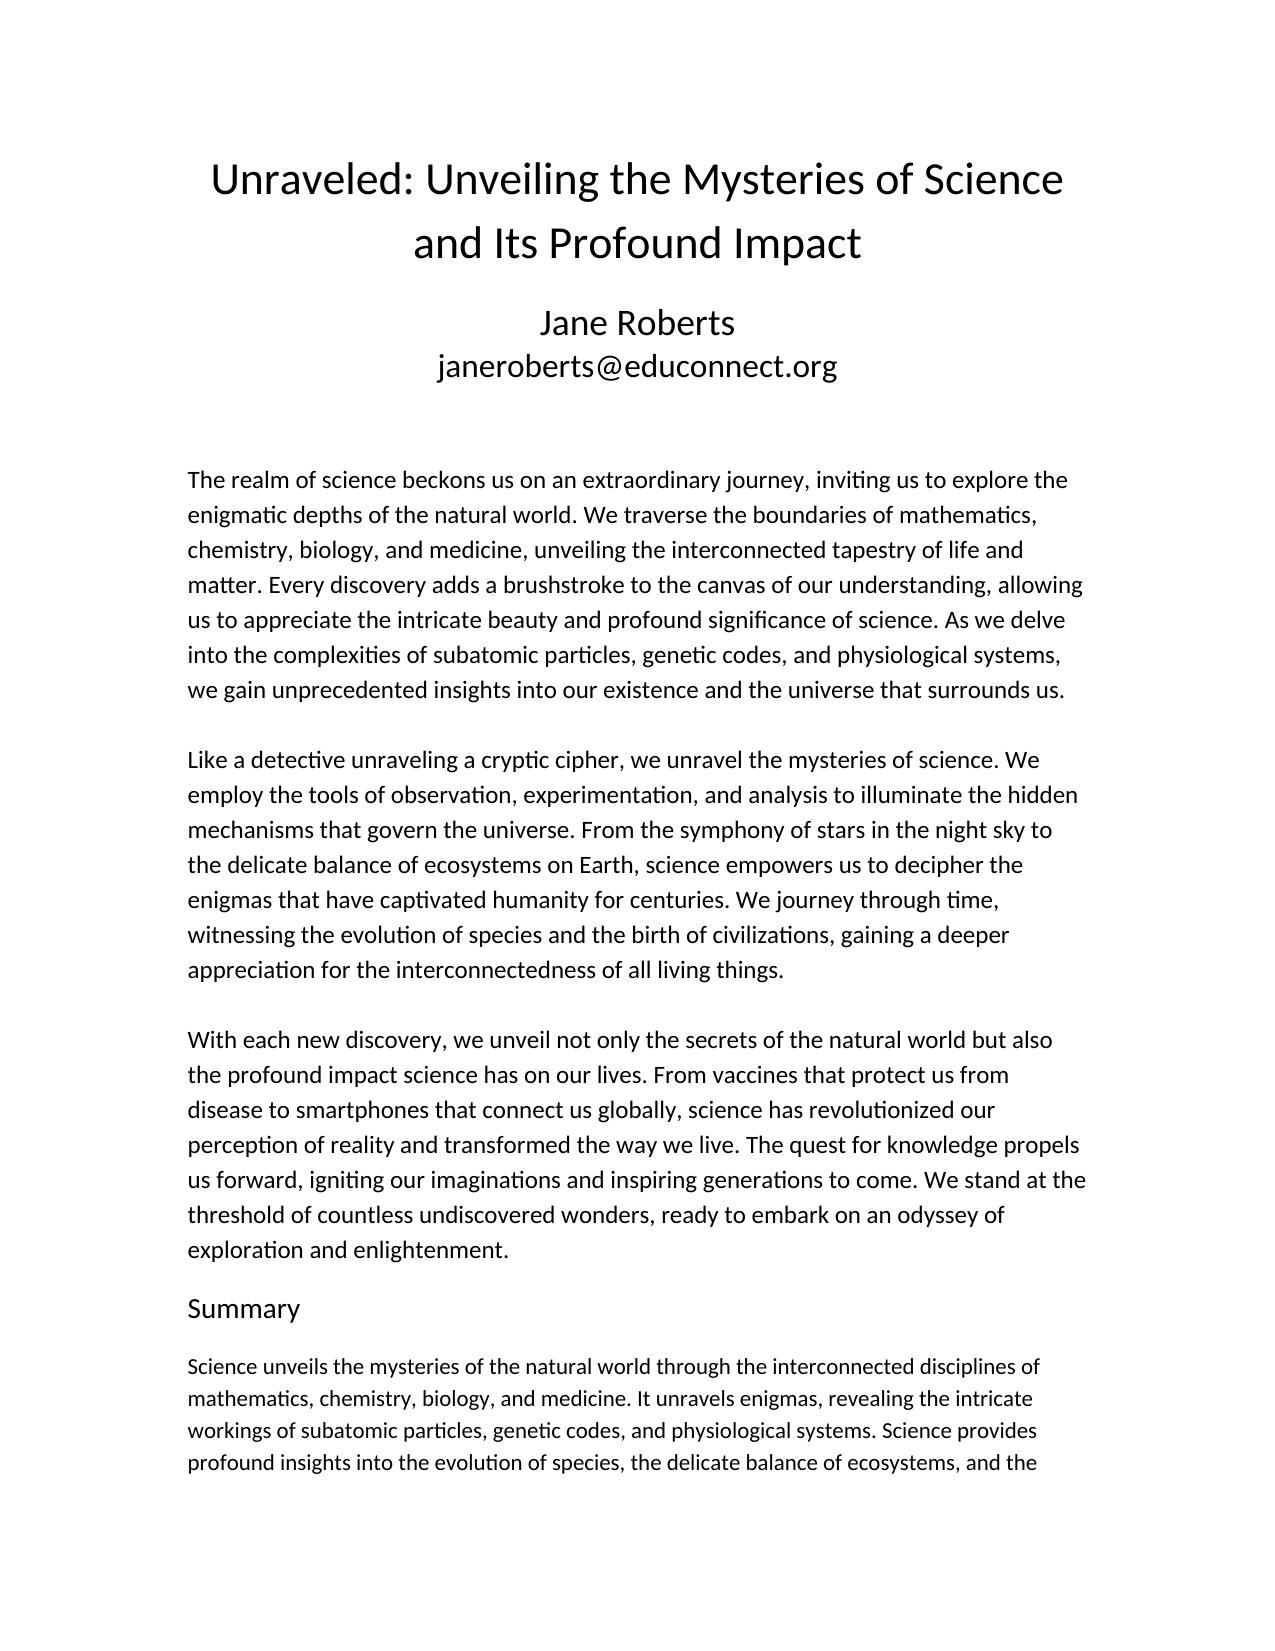 Unraveled: Unveiling the Mysteries of Science
and Its Profound Impact
Jane Roberts
janeroberts@educonnect.org
The realm of science beckons us on an extraordinary journey, inviting us to explore the
enigmatic depths of the natural world. We traverse the boundaries of mathematics,
chemistry, biology, and medicine, unveiling the interconnected tapestry of life and
matter. Every discovery adds a brushstroke to the canvas of our understanding, allowing
us to appreciate the intricate beauty and profound significance of science. As we delve
into the complexities of subatomic particles, genetic codes, and physiological systems,
we gain unprecedented insights into our existence and the universe that surrounds us.
Like a detective unraveling a cryptic cipher, we unravel the mysteries of science. We
employ the tools of observation, experimentation, and analysis to illuminate the hidden
mechanisms that govern the universe. From the symphony of stars in the night sky to
the delicate balance of ecosystems on Earth, science empowers us to decipher the
enigmas that have captivated humanity for centuries. We journey through time,
witnessing the evolution of species and the birth of civilizations, gaining a deeper
appreciation for the interconnectedness of all living things.
With each new discovery, we unveil not only the secrets of the natural world but also
the profound impact science has on our lives. From vaccines that protect us from
disease to smartphones that connect us globally, science has revolutionized our
perception of reality and transformed the way we live. The quest for knowledge propels
us forward, igniting our imaginations and inspiring generations to come. We stand at the
threshold of countless undiscovered wonders, ready to embark on an odyssey of
exploration and enlightenment.
Summary
Science unveils the mysteries of the natural world through the interconnected disciplines of
mathematics, chemistry, biology, and medicine. It unravels enigmas, revealing the intricate
workings of subatomic particles, genetic codes, and physiological systems. Science provides
profound insights into the evolution of species, the delicate balance of ecosystems, and the